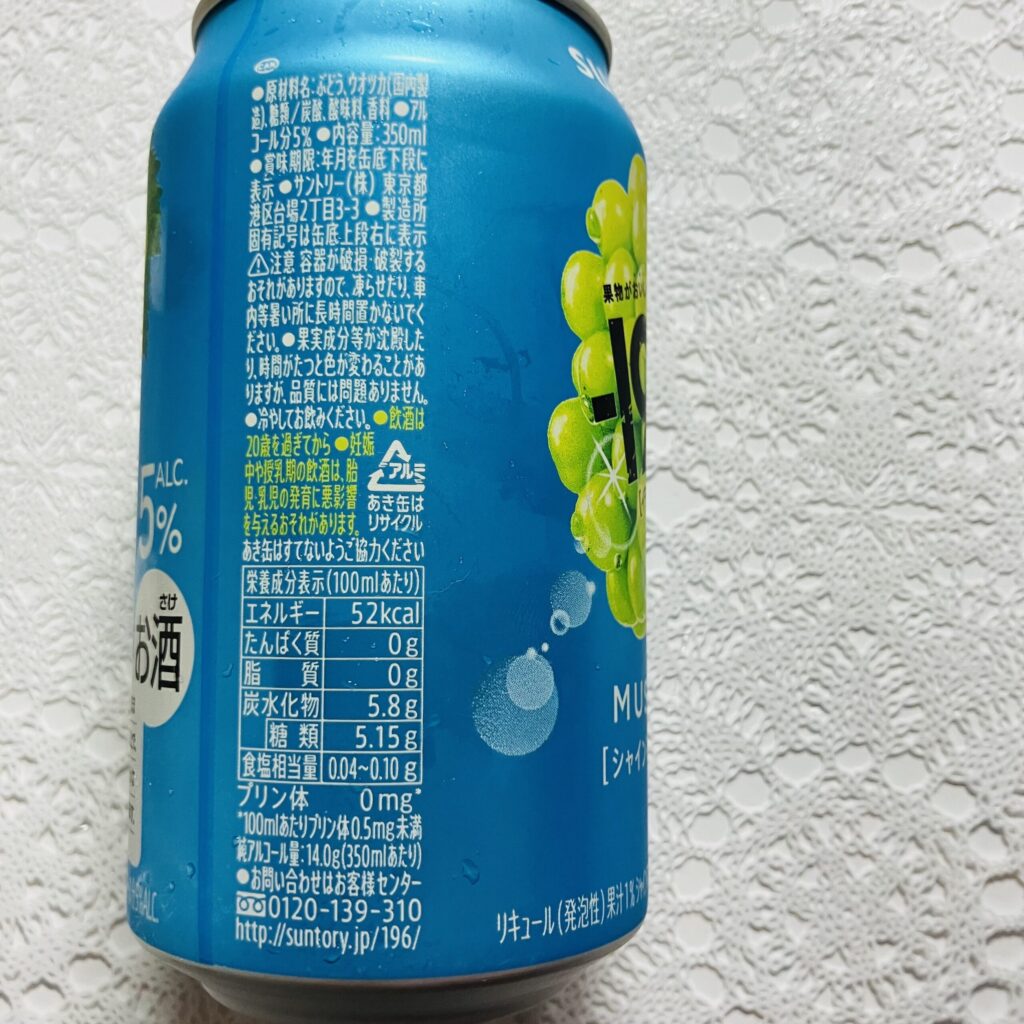 ●原材料名:ぶどう、ウオツカ(国内製
造)、糖類/炭酸、酸味料、香料 ●アル
コール分5% ●内容量:350ml
●賞味期限:年月を缶底下段に
表示 ●サントリー(株) 東京都
港区台場2丁目3-3 ●製造所
固有記号は缶底上段右に表示
⚠注意 容器が破損・破裂する
おそれがありますので、凍らせたり、車
内等暑い所に長時間置かないでく
ださい。●果実成分等が沈殿した
り、時間がたつと色が変わることがあ
りますが、品質には問題ありません。
●冷やしてお飲みください。●飲酒は
20歳を過ぎてから ●妊娠
中や授乳期の飲酒は、胎
児・乳児の発育に悪影響
を与えるおそれがあります。
アルミ
あき缶は
リサイクル
あき缶はすてないようご協力ください
栄養成分表示(100mlあたり)
エネルギー 52kcal
たんぱく質 0g
脂質 0g
炭水化物 5.8g
糖類 5.15g
食塩相当量 0.04~0.10g
プリン体 0mg*
*100mlあたりプリン体0.5mg未満
純アルコール量:14.0g(350mlあたり)
●お問い合わせはお客様センター
0120-139-310
http://suntory.jp/196/
ALC.
5%
さけ
お酒
SU
果物がおい
MUS
[シャイン
リキュール(発泡性)果汁1%